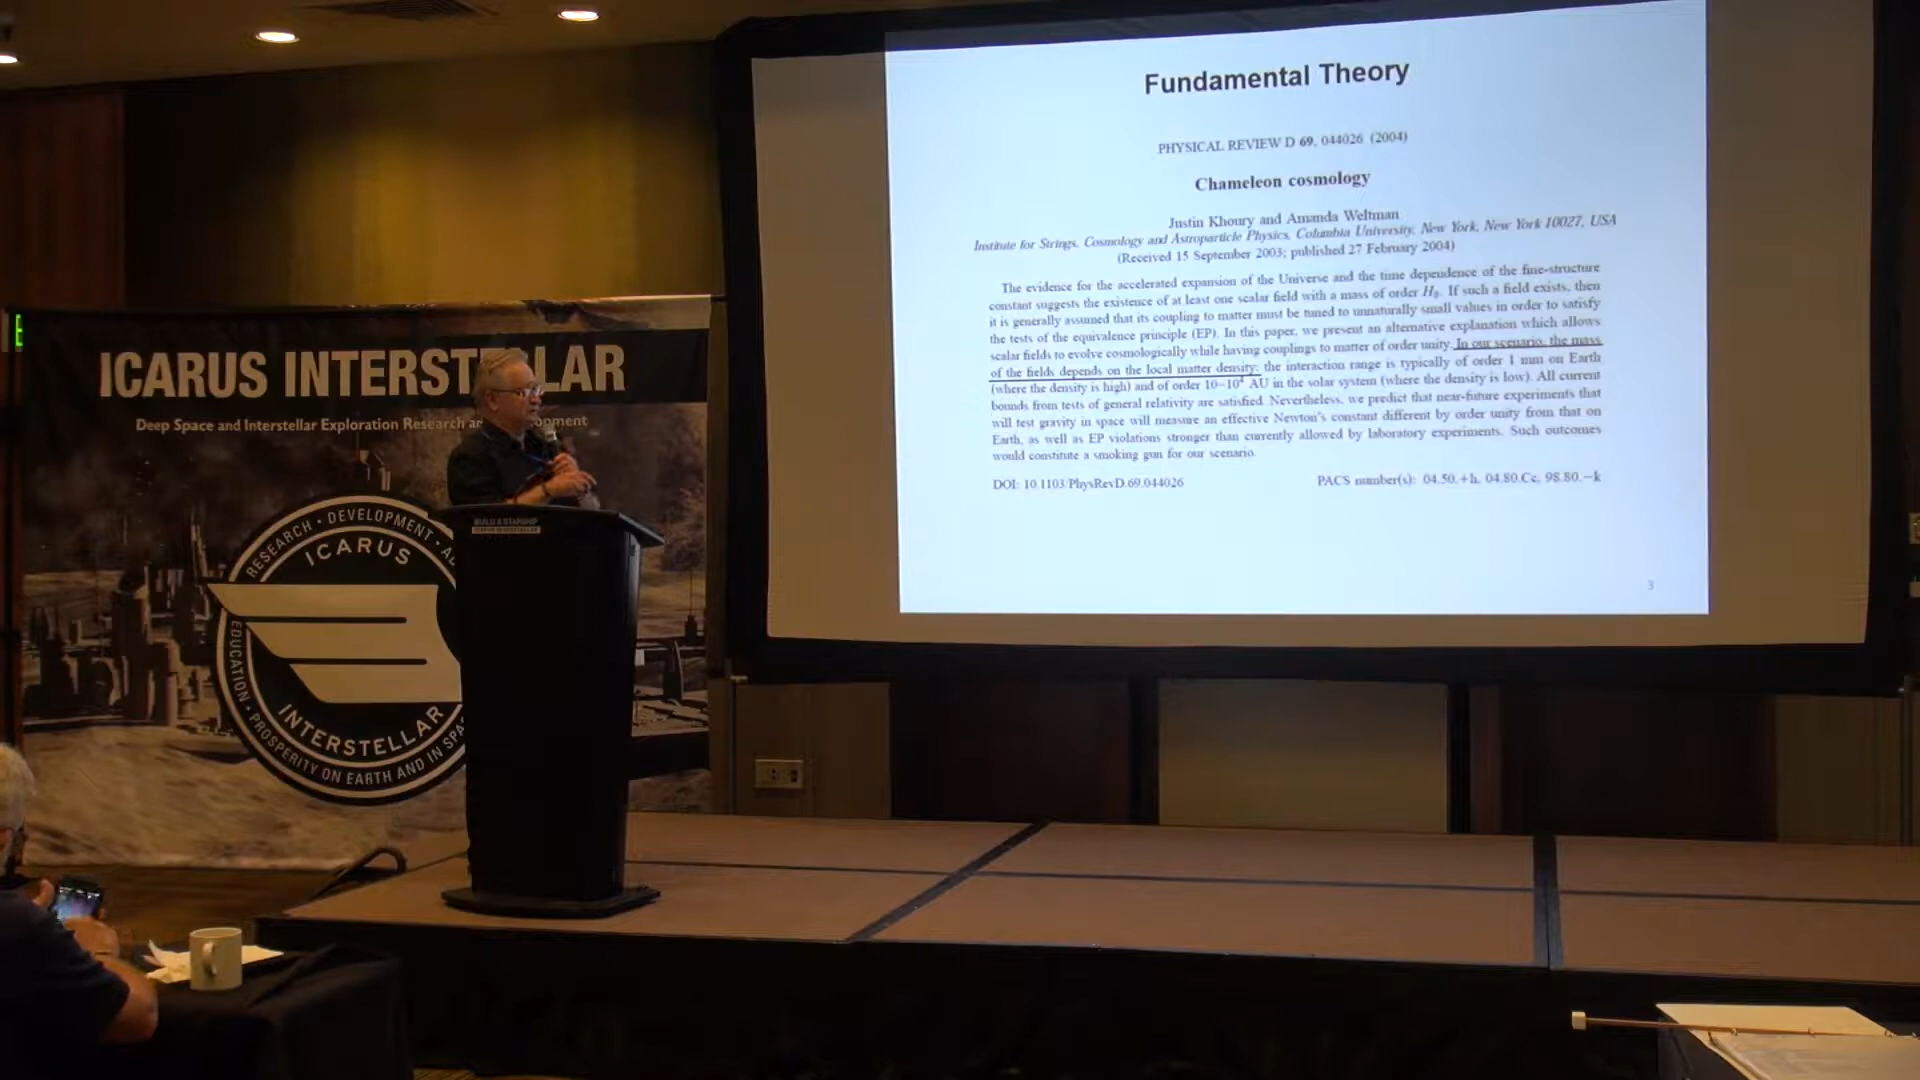 Fundamental Theory
PHYSICAL REVIEW D 69, 044026 (2004)
Chameleon cosmology
Justin Khoury and Amanda Weltman
Institute for Strings, Cosmology and Astroparticle Physics, Columbia University, New York, New York 10027, USA
(Received 15 September 2003; published 27 February 2004)
The evidence for the accelerated expansion of the Universe and the time dependence of the fine-structure
constant suggests the existence of at least one scalar field with a mass of order H₀. If such a field exists, then
it is generally assumed that its coupling to matter must be tuned to unnaturally small values in order to satisfy
the tests of the equivalence principle (EP). In this paper, we present an alternative explanation which allows
scalar fields to evolve cosmologically while having couplings to matter of order unity. In our scenario, the mass
of the fields depends on the local matter density: the interaction range is typically of order 1 mm on Earth
(where the density is high) and of order 10–10⁴ AU in the solar system (where the density is low). All current
bounds from tests of general relativity are satisfied. Nevertheless, we predict that near-future experiments that
will test gravity in space will measure an effective Newton's constant different by order unity from that on
Earth, as well as EP violations stronger than currently allowed by laboratory experiments. Such outcomes
would constitute a smoking gun for our scenario.
DOI: 10.1103/PhysRevD.69.044026 PACS number(s): 04.50.+h, 04.80.Cc, 98.80.−k
3
E
ICARUS INTERSTELLAR
Deep Space and Interstellar Exploration Research an opment
BUILD A STARSHIP
ICARUS INTERSTELLAR
RESEARCH • DEVELOPMENT • A
ICARUS
INTERSTELLAR
EDUCATION • PROSPERITY ON EARTH AND IN SPA